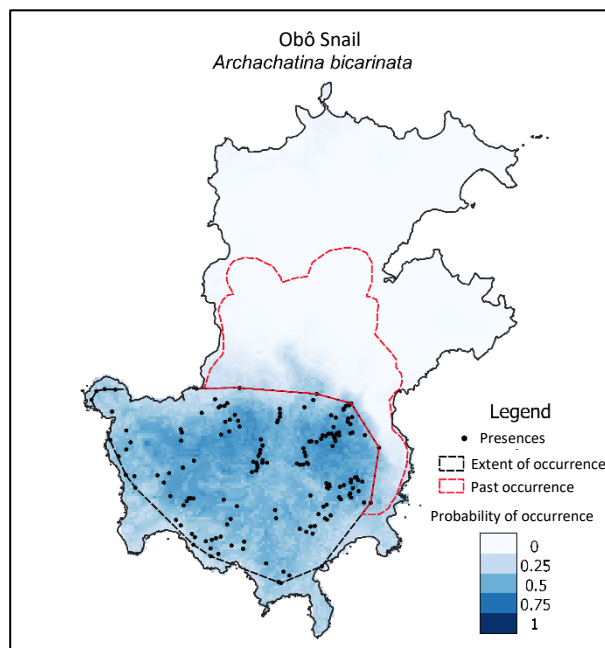 Obô Snail
Archachatina bicarinata
Legend
Presences
Extent of occurrence
Past occurrence
Probability of occurrence
0
0.25
0.5
0.75
1